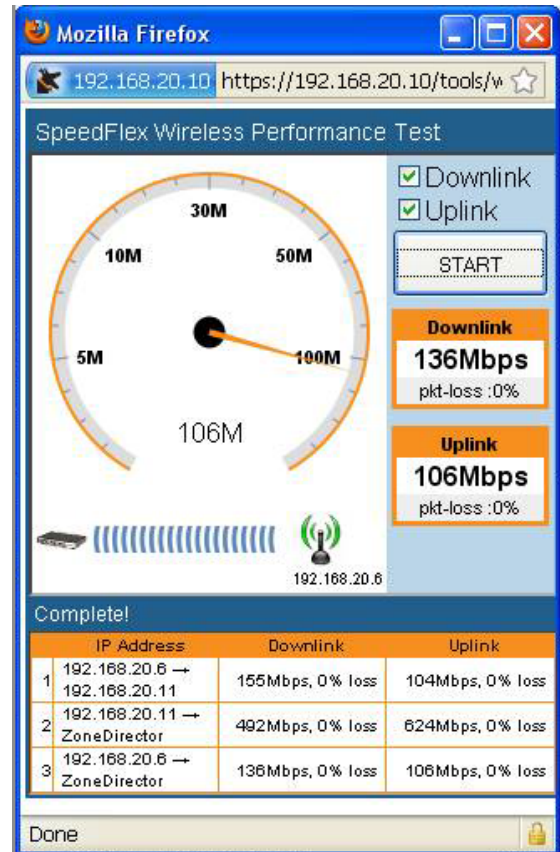 Mozilla Firefox
192.168.20.10 https://192.168.20.10/tools/w
SpeedFlex Wireless Performance Test
30M
10M
50M
5M
100M
106M
192.168.20.6
Downlink
Uplink
START
Downlink
136Mbps
pkt-loss :0%
Uplink
106Mbps
pkt-loss :0%
Complete!
IP Address Downlink Uplink
1 192.168.20.6 → 192.168.20.11 155Mbps, 0% loss 104Mbps, 0% loss
2 192.168.20.11 → ZoneDirector 492Mbps, 0% loss 624Mbps, 0% loss
3 192.168.20.6 → ZoneDirector 136Mbps, 0% loss 106Mbps, 0% loss
Done